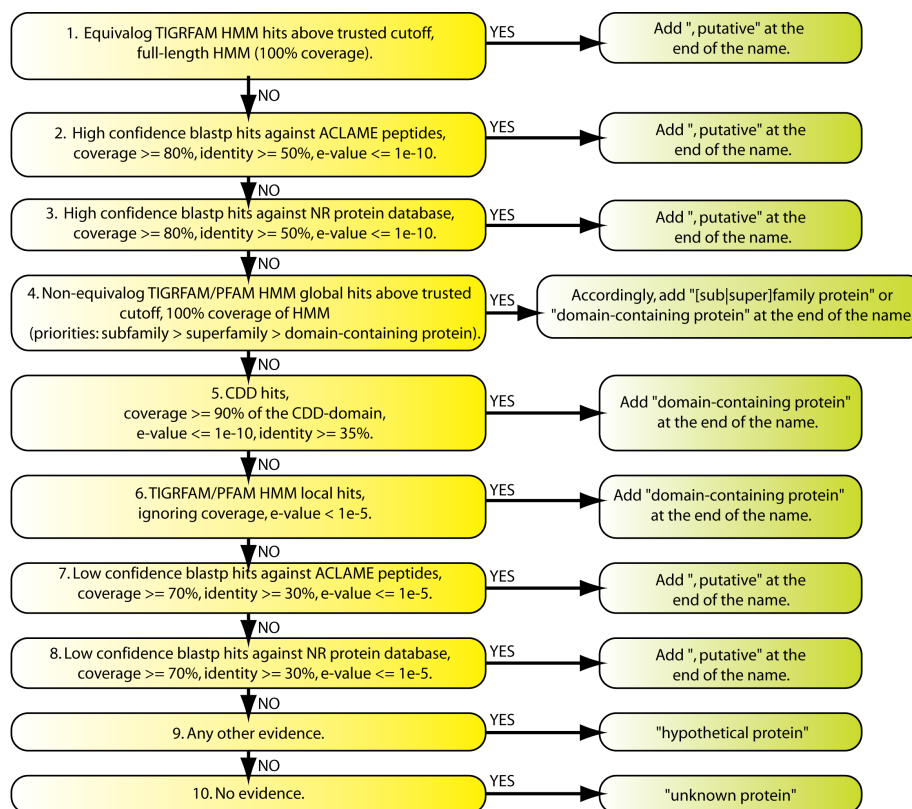 1. Equivalog TIGRFAM HMM hits above trusted cutoff,
full-length HMM (100% coverage).
YES
Add ", putative" at the
end of the name.
NO
2. High confidence blastp hits against ACLAME peptides,
coverage >= 80%, identity >= 50%, e-value <= 1e-10.
YES
Add ", putative" at the
end of the name.
NO
3. High confidence blastp hits against NR protein database,
coverage >= 80%, identity >= 50%, e-value <= 1e-10.
YES
Add ", putative" at the
end of the name.
NO
4. Non-equivalog TIGRFAM/PFAM HMM global hits above trusted
cutoff, 100% coverage of HMM
(priorities: subfamily > superfamily > domain-containing protein).
YES
Accordingly, add "[sub|super]family protein" or
"domain-containing protein" at the end of the name
NO
5. CDD hits,
coverage >= 90% of the CDD-domain,
e-value <= 1e-10, identity >= 35%.
YES
Add "domain-containing protein"
at the end of the name.
NO
6. TIGRFAM/PFAM HMM local hits,
ignoring coverage, e-value < 1e-5.
YES
Add "domain-containing protein"
at the end of the name.
NO
7. Low confidence blastp hits against ACLAME peptides,
coverage >= 70%, identity >= 30%, e-value <= 1e-5.
YES
Add ", putative" at the
end of the name.
NO
8. Low confidence blastp hits against NR protein database,
coverage >= 70%, identity >= 30%, e-value <= 1e-5.
YES
Add ", putative" at the
end of the name.
NO
9. Any other evidence.
YES
"hypothetical protein"
NO
10. No evidence.
YES
"unknown protein"